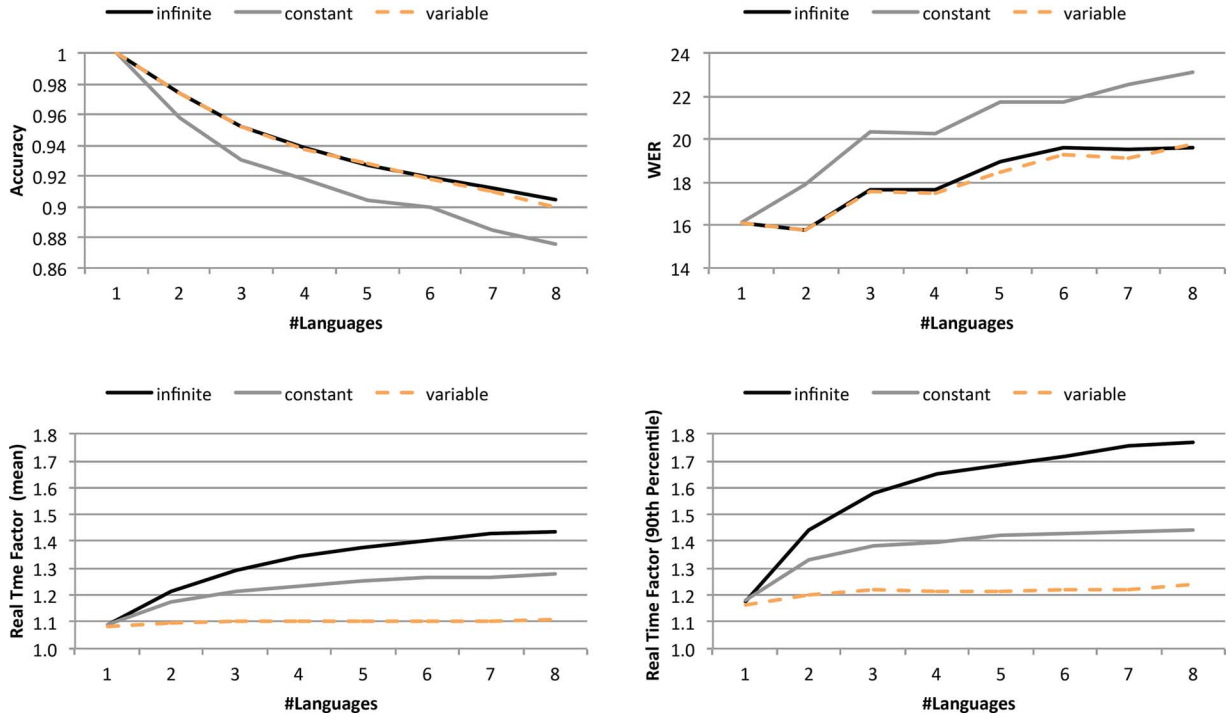 infinite constant variable
Accuracy
1
0.98
0.96
0.94
0.92
0.9
0.88
0.86
1 2 3 4 5 6 7 8
#Languages
infinite constant variable
WER
24
22
20
18
16
14
1 2 3 4 5 6 7 8
#Languages
infinite constant variable
Real Tme Factor (mean)
1.8
1.7
1.6
1.5
1.4
1.3
1.2
1.1
1.0
1 2 3 4 5 6 7 8
#Languages
infinite constant variable
Real Time Factor (90th Percentile)
1.8
1.7
1.6
1.5
1.4
1.3
1.2
1.1
1.0
1 2 3 4 5 6 7 8
#Languages